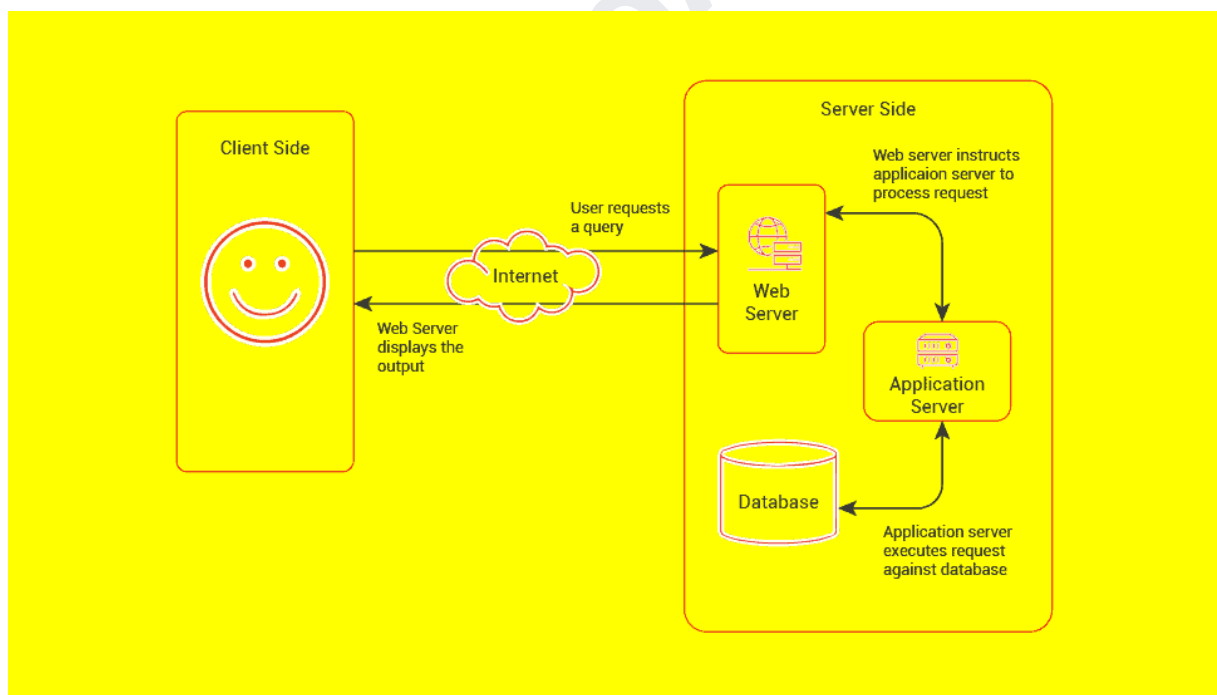 Client Side
User requests
a query
Internet
Web Server
displays the
output
Server Side
Web server instructs
applicaion server to
process request
Web
Server
Application
Server
Database
Application server
executes request
against database